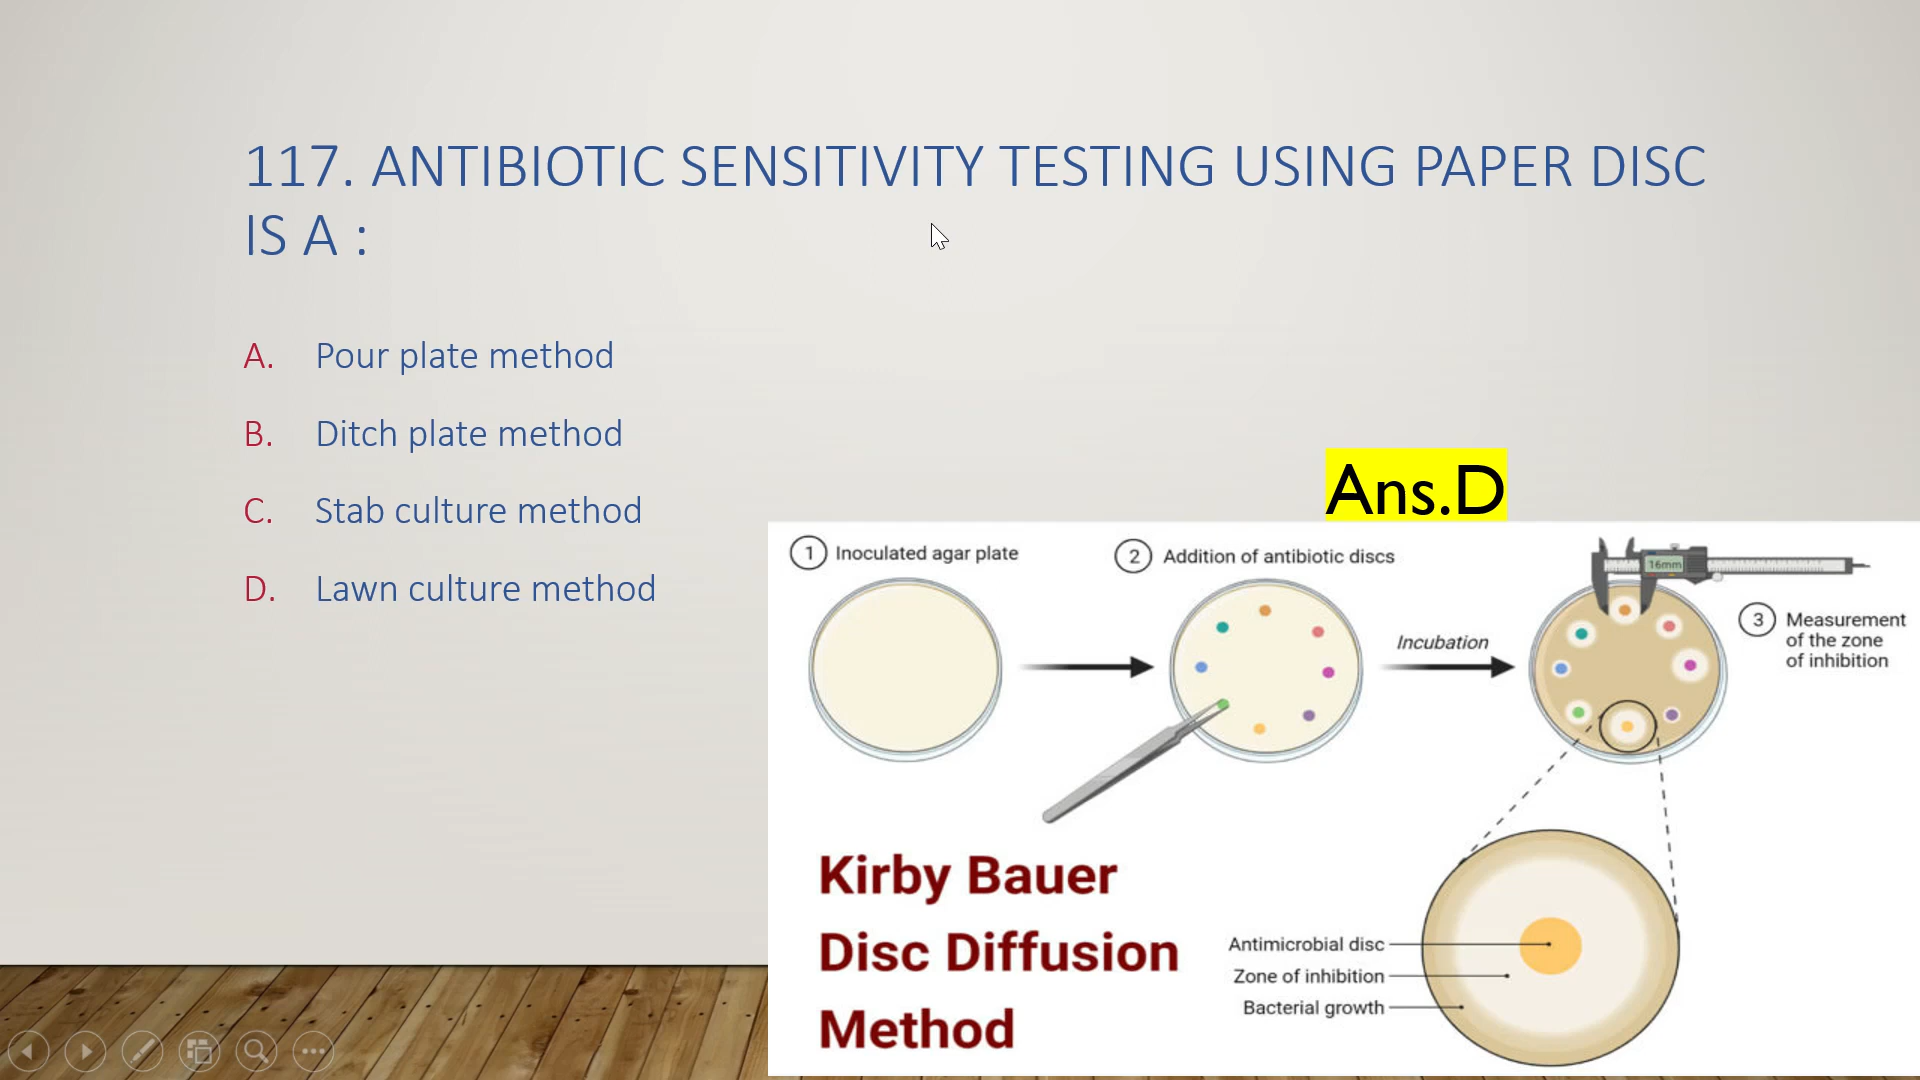 117. ANTIBIOTIC SENSITIVITY TESTING USING PAPER DISC
IS A :
A. Pour plate method
B. Ditch plate method
C. Stab culture method
D. Lawn culture method
Ans.D
1 Inoculated agar plate
2 Addition of antibiotic discs
16mm
Incubation
3 Measurement
of the zone
of inhibition
Kirby Bauer
Disc Diffusion
Method
Antimicrobial disc
Zone of inhibition
Bacterial growth